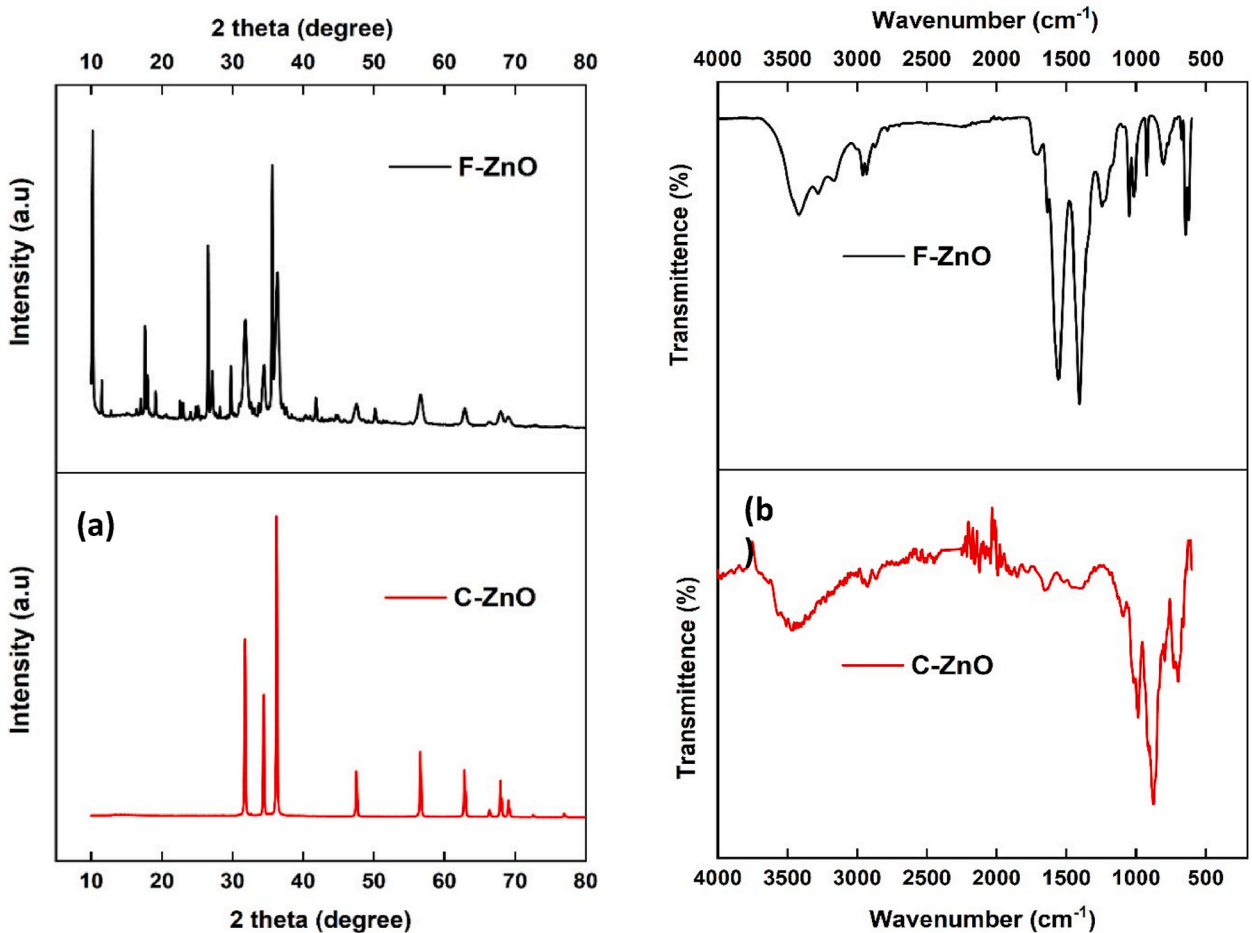 2 theta (degree)
10 20 30 40 50 60 70 80
Intensity (a.u)
F-ZnO
(a)
Intensity (a.u)
C-ZnO
10 20 30 40 50 60 70 80
2 theta (degree)
Wavenumber (cm-1)
4000 3500 3000 2500 2000 1500 1000 500
Transmittence (%)
F-ZnO
(b
)
Transmittence (%)
C-ZnO
4000 3500 3000 2500 2000 1500 1000 500
Wavenumber (cm-1)